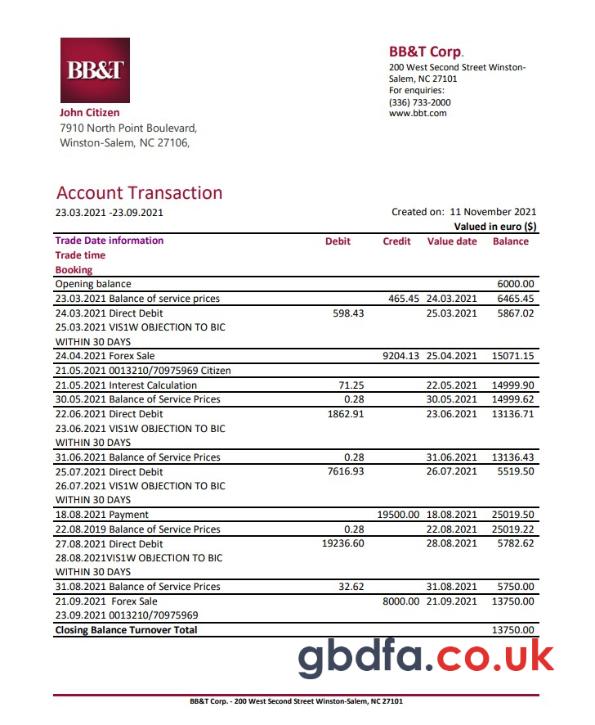 BB&T
BB&T Corp.
200 West Second Street Winston-
Salem, NC 27101
For enquiries:
(336) 733-2000
www.bbt.com
John Citizen
7910 North Point Boulevard,
Winston-Salem, NC 27106,
Account Transaction
23.03.2021 -23.09.2021 Created on: 11 November 2021
Valued in euro ($)
Trade Date information Debit Credit Value date Balance
Trade time
Booking
Opening balance 6000.00
23.03.2021 Balance of service prices 465.45 24.03.2021 6465.45
24.03.2021 Direct Debit 598.43 25.03.2021 5867.02
25.03.2021 VIS1W OBJECTION TO BIC
WITHIN 30 DAYS
24.04.2021 Forex Sale 9204.13 25.04.2021 15071.15
21.05.2021 0013210/70975969 Citizen
21.05.2021 Interest Calculation 71.25 22.05.2021 14999.90
30.05.2021 Balance of Service Prices 0.28 30.05.2021 14999.62
22.06.2021 Direct Debit 1862.91 23.06.2021 13136.71
23.06.2021 VIS1W OBJECTION TO BIC
WITHIN 30 DAYS
31.06.2021 Balance of Service Prices 0.28 31.06.2021 13136.43
25.07.2021 Direct Debit 7616.93 26.07.2021 5519.50
26.07.2021 VIS1W OBJECTION TO BIC
WITHIN 30 DAYS
18.08.2021 Payment 19500.00 18.08.2021 25019.50
22.08.2019 Balance of Service Prices 0.28 22.08.2021 25019.22
27.08.2021 Direct Debit 19236.60 28.08.2021 5782.62
28.08.2021VIS1W OBJECTION TO BIC
WITHIN 30 DAYS
31.08.2021 Balance of Service Prices 32.62 31.08.2021 5750.00
21.09.2021 Forex Sale 8000.00 21.09.2021 13750.00
23.09.2021 0013210/70975969
Closing Balance Turnover Total 13750.00
gbdfa.co.uk
BB&T Corp. - 200 West Second Street Winston-Salem, NC 27101